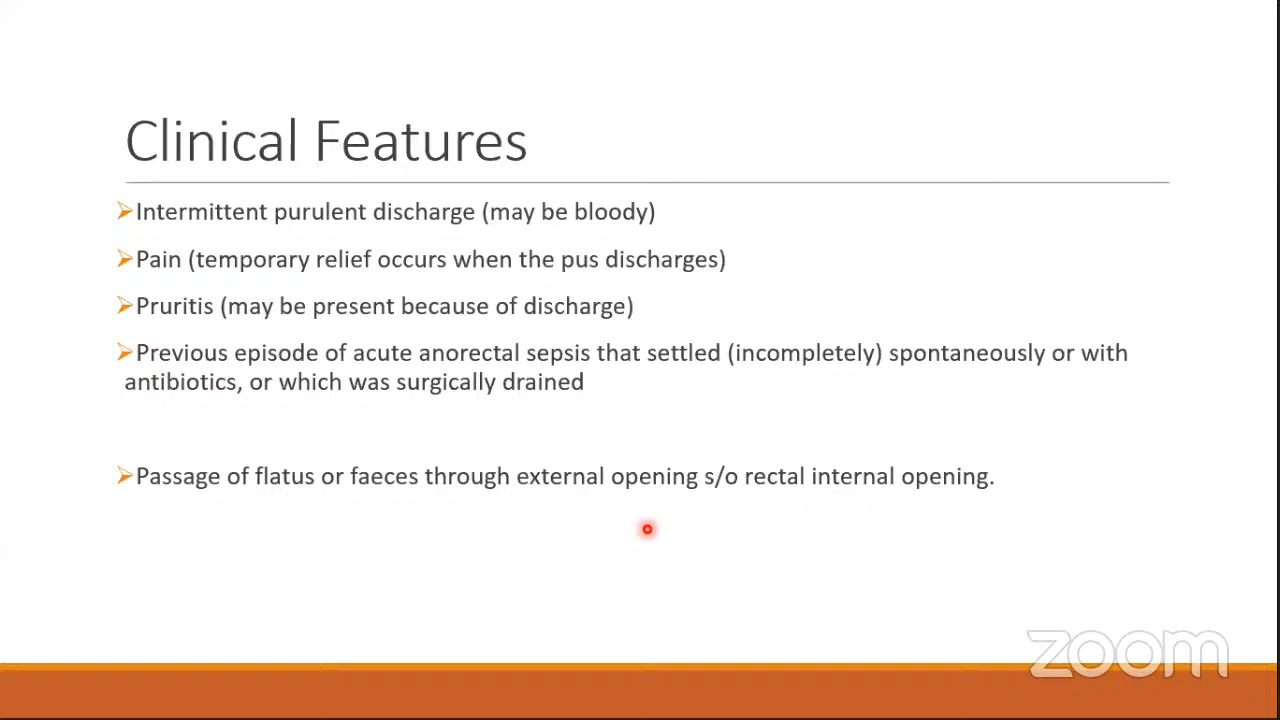 Clinical Features
Intermittent purulent discharge (may be bloody)
Pain (temporary relief occurs when the pus discharges)
Pruritis (may be present because of discharge)
Previous episode of acute anorectal sepsis that settled (incompletely) spontaneously or with
antibiotics, or which was surgically drained
Passage of flatus or faeces through external opening s/o rectal internal opening.
zoom